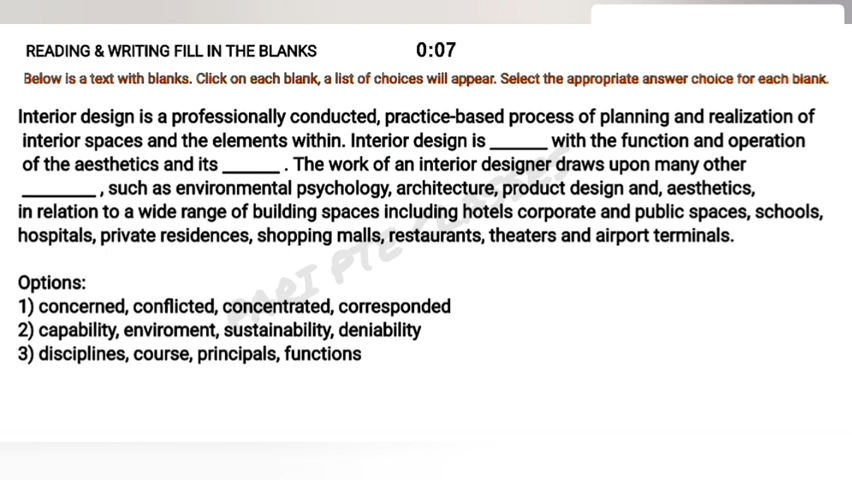 READING & WRITING FILL IN THE BLANKS 0:07
Below is a text with blanks. Click on each blank, a list of choices will appear. Select the appropriate answer choice for each blank.
Interior design is a professionally conducted, practice-based process of planning and realization of
interior spaces and the elements within. Interior design is ______ with the function and operation
of the aesthetics and its ______ . The work of an interior designer draws upon many other
________ , such as environmental psychology, architecture, product design and, aesthetics,
in relation to a wide range of building spaces including hotels corporate and public spaces, schools,
hospitals, private residences, shopping malls, restaurants, theaters and airport terminals.
Options:
1) concerned, conflicted, concentrated, corresponded
2) capability, enviroment, sustainability, deniability
3) disciplines, course, principals, functions
PARI PTE CLASSES